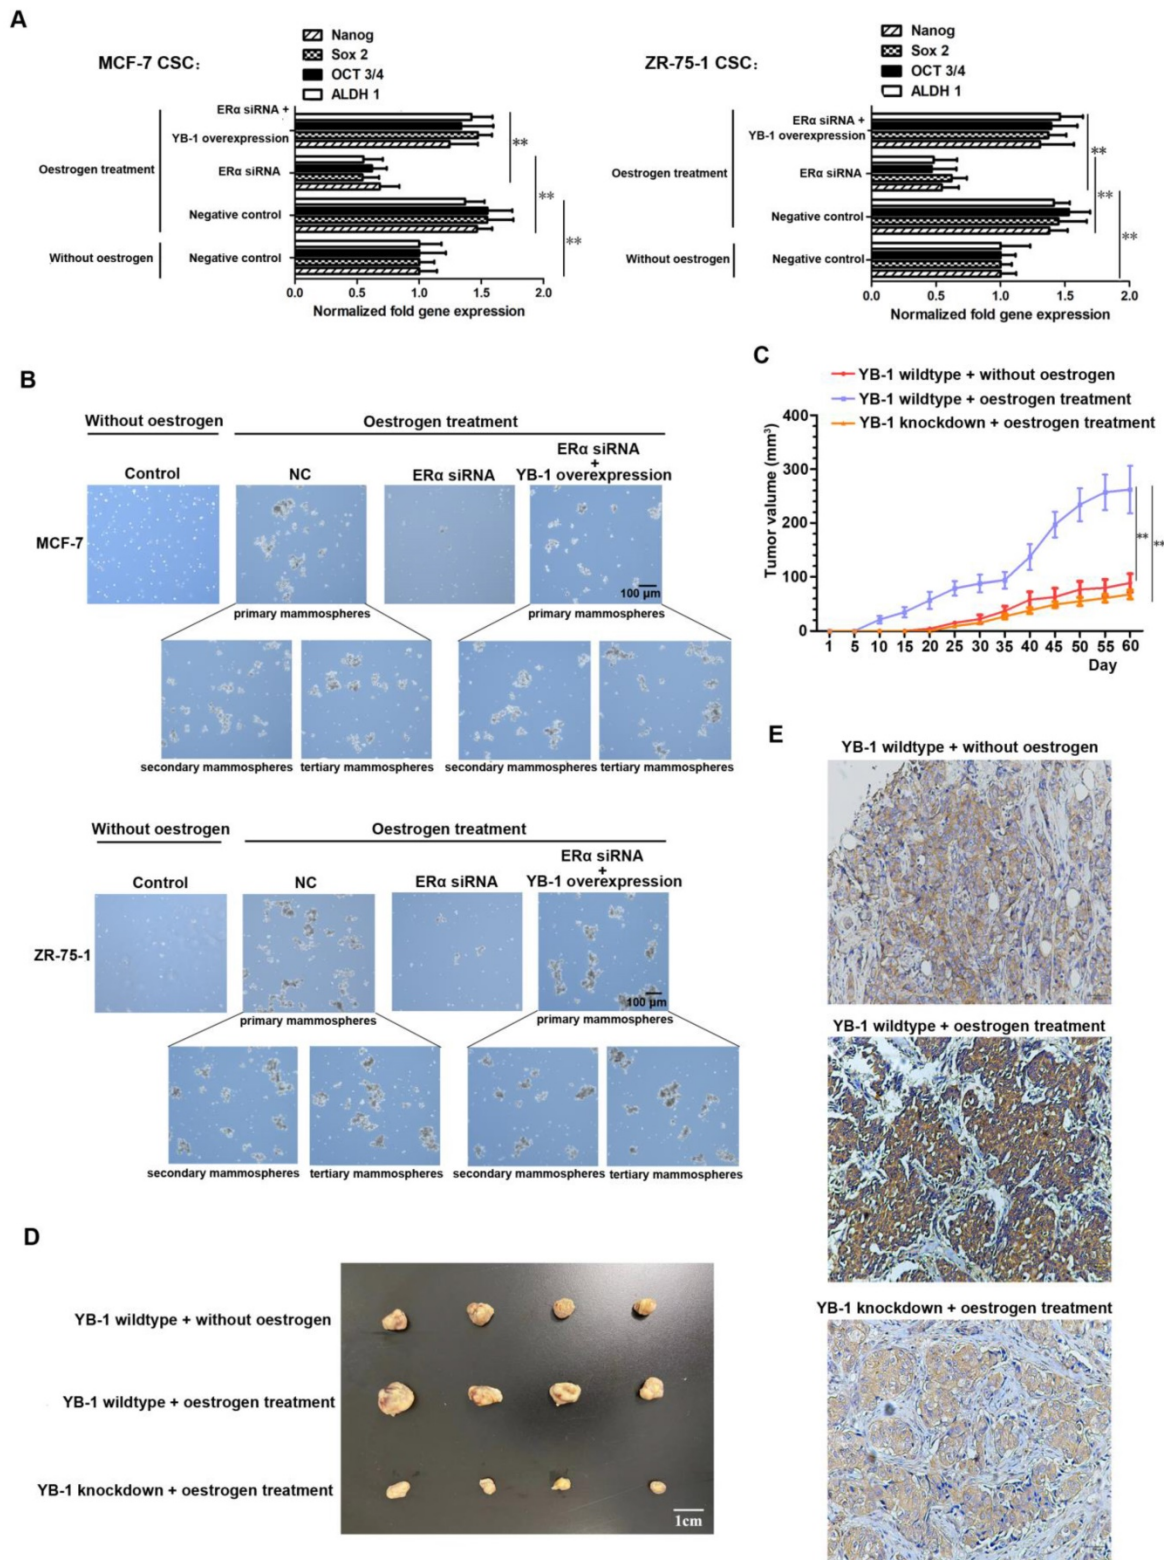 A
MCF-7 CSC:
Nanog
Sox 2
OCT 3/4
ALDH 1
ERα siRNA +
YB-1 overexpression
Oestrogen treatment
ERα siRNA
**
Negative control
**
Without oestrogen
Negative control
**
0.0 0.5 1.0 1.5 2.0
Normalized fold gene expression
ZR-75-1 CSC:
Nanog
Sox 2
OCT 3/4
ALDH 1
ERα siRNA +
YB-1 overexpression
Oestrogen treatment
ERα siRNA
**
Negative control
**
Without oestrogen
Negative control
**
0.0 0.5 1.0 1.5 2.0
Normalized fold gene expression
B
Without oestrogen
Oestrogen treatment
Control
NC
ERα siRNA
ERα siRNA
+
YB-1 overexpression
MCF-7
100 μm
primary mammospheres
primary mammospheres
secondary mammospheres
tertiary mammospheres
secondary mammospheres
tertiary mammospheres
Without oestrogen
Oestrogen treatment
Control
NC
ERα siRNA
ERα siRNA
+
YB-1 overexpression
ZR-75-1
100 μm
primary mammospheres
primary mammospheres
secondary mammospheres
tertiary mammospheres
secondary mammospheres
tertiary mammospheres
C
YB-1 wildtype + without oestrogen
YB-1 wildtype + oestrogen treatment
YB-1 knockdown + oestrogen treatment
Tumor valume (mm³)
400
300
200
100
0
1 5 10 15 20 25 30 35 40 45 50 55 60
Day
**
**
D
YB-1 wildtype + without oestrogen
YB-1 wildtype + oestrogen treatment
YB-1 knockdown + oestrogen treatment
1cm
E
YB-1 wildtype + without oestrogen
YB-1 wildtype + oestrogen treatment
YB-1 knockdown + oestrogen treatment